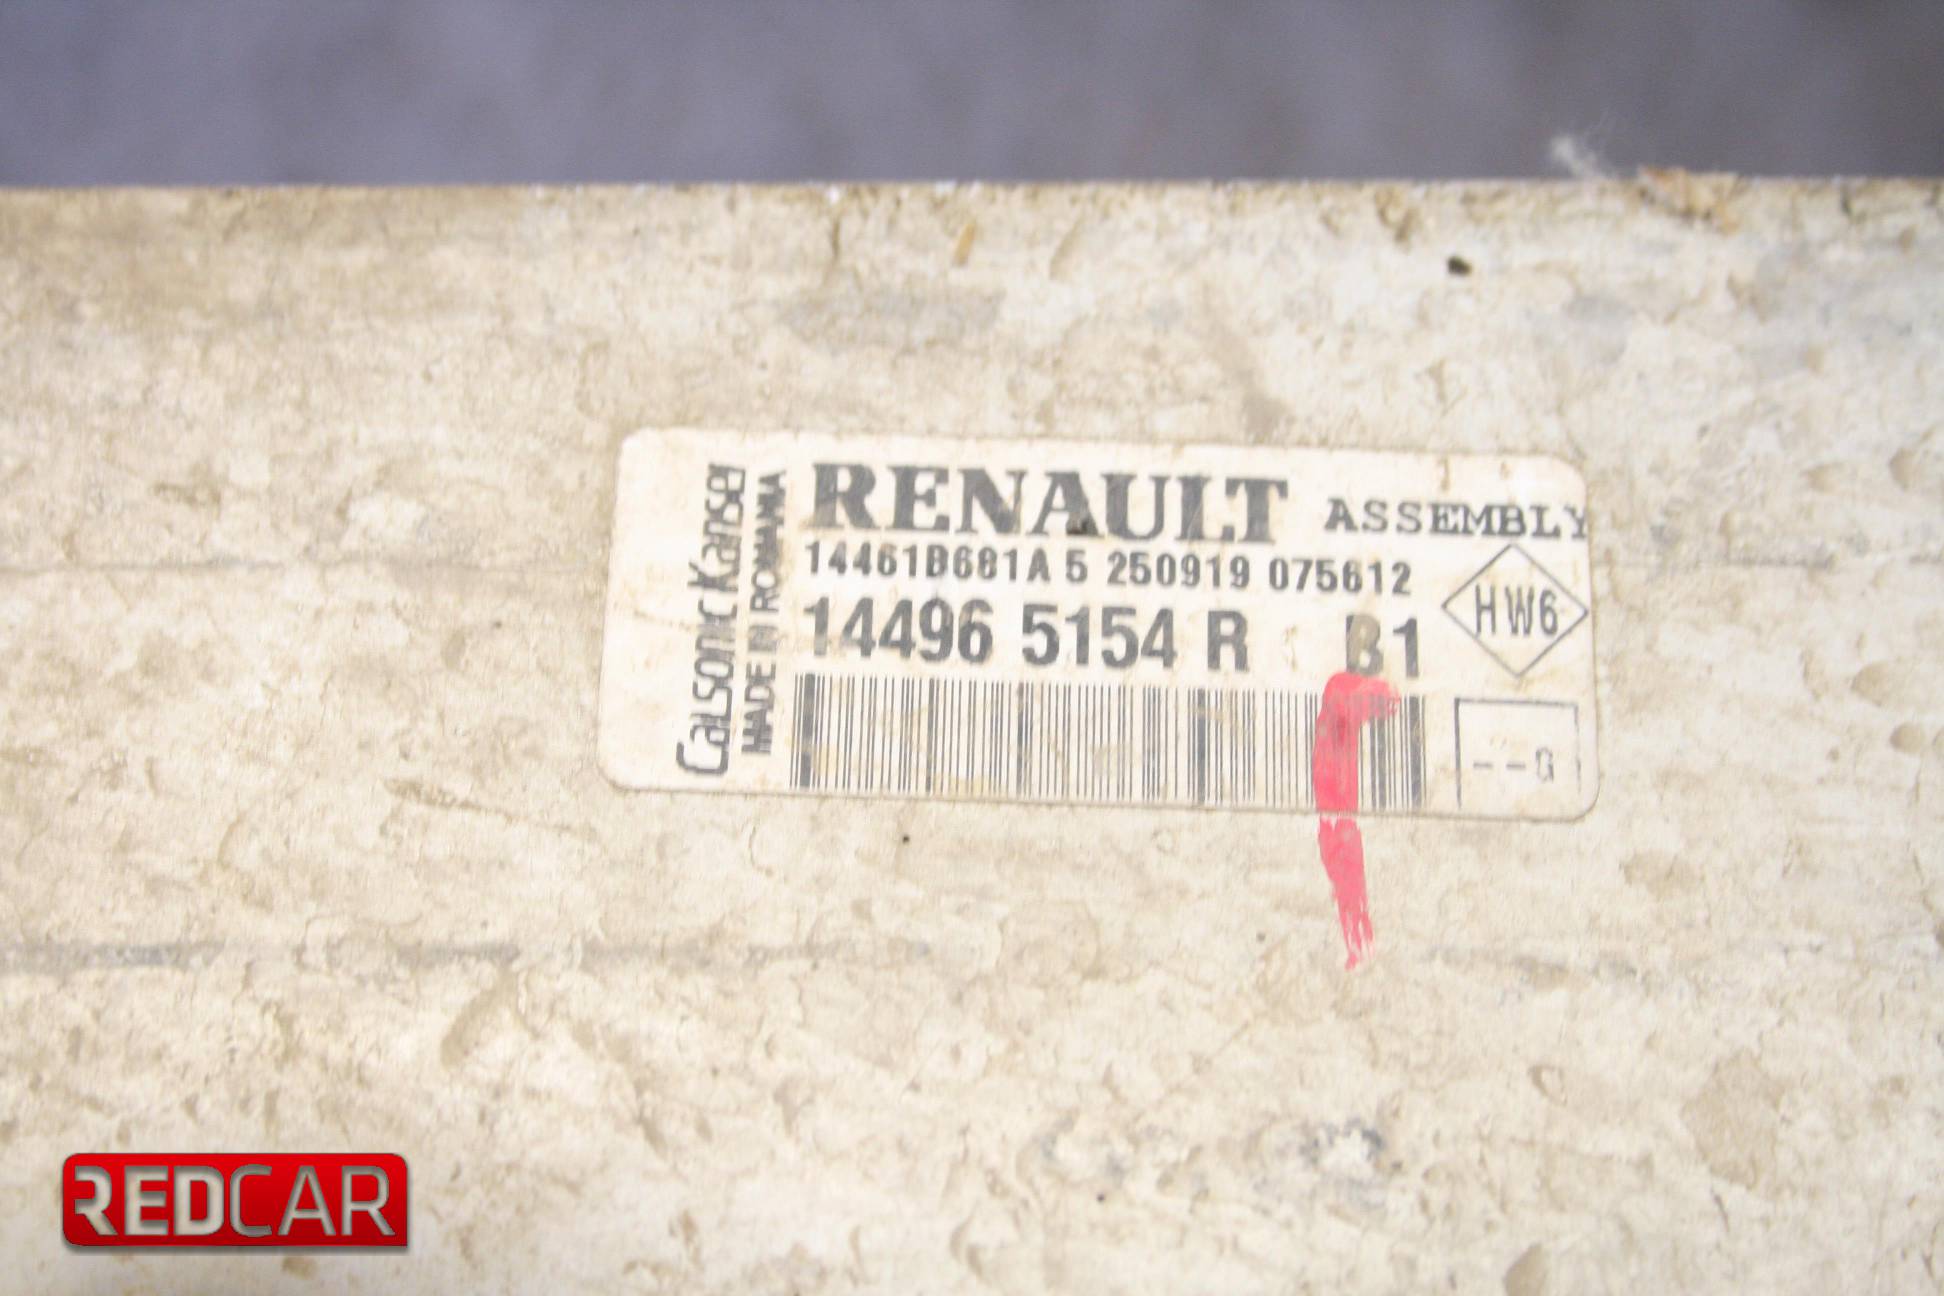 Calsonic Kansei
MADE IN ROMANIA
RENAULT ASSEMBLY
14461B681A 5 250919 075612
14496 5154 R B1
HW6
--G
REDCAR